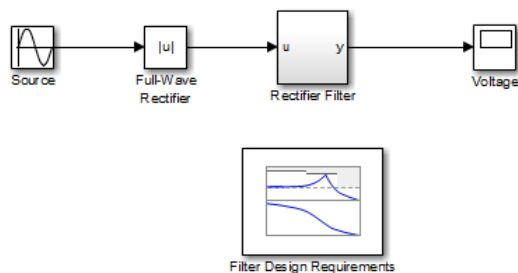 |u|
u
y
Source
Full-Wave
Rectifier
Rectifier Filter
Voltage
Filter Design Requirements